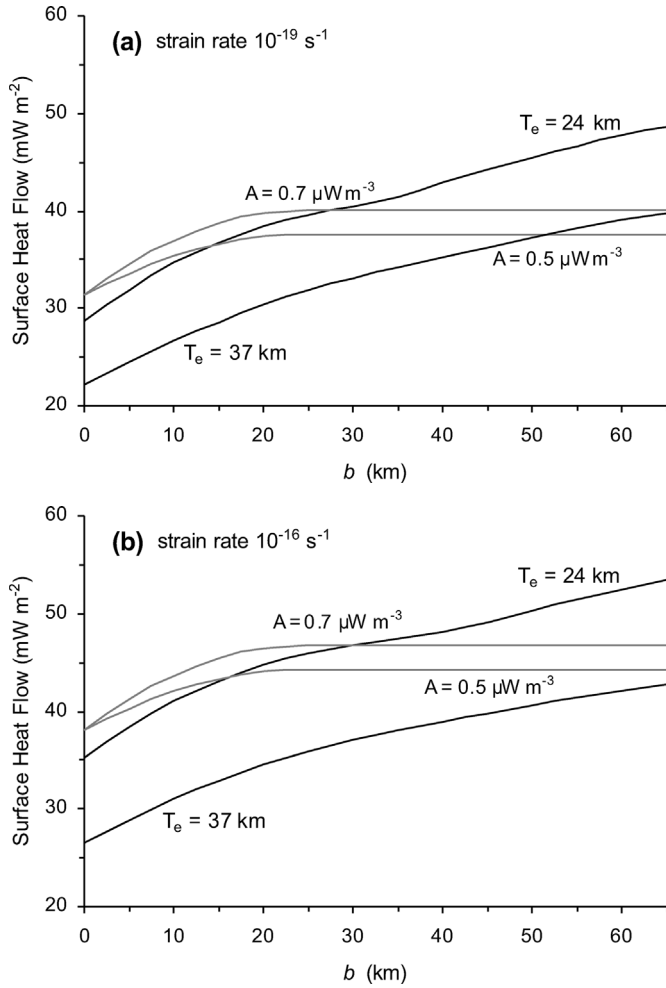 60
(a) strain rate 10⁻¹⁹ s⁻¹
50
Tₑ = 24 km
A = 0.7 µW m⁻³
40
A = 0.5 µW m⁻³
30
Tₑ = 37 km
20
Surface Heat Flow (mW m⁻²)
0 10 20 30 40 50 60
b (km)
60
(b) strain rate 10⁻¹⁶ s⁻¹
Tₑ = 24 km
50
A = 0.7 µW m⁻³
A = 0.5 µW m⁻³
40
30
Tₑ = 37 km
20
Surface Heat Flow (mW m⁻²)
0 10 20 30 40 50 60
b (km)